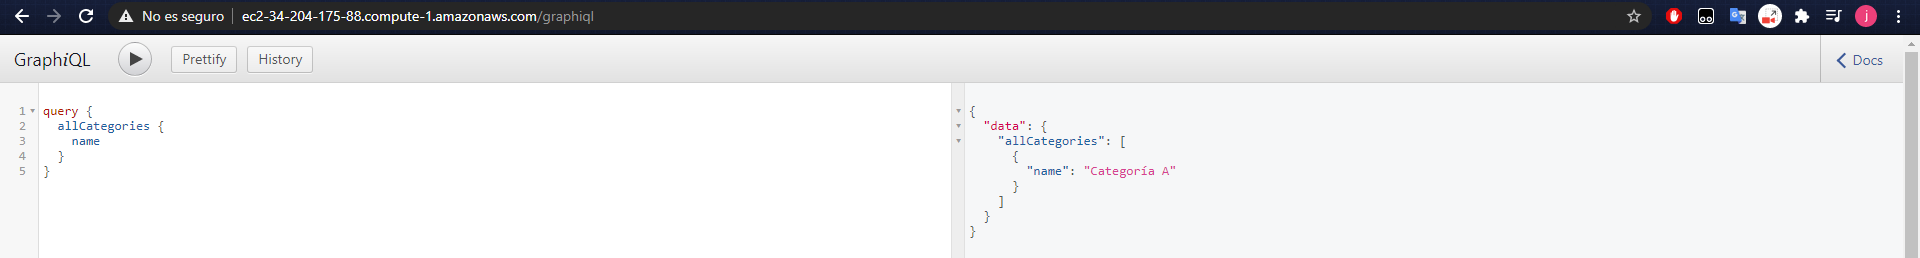 No es seguro ec2-34-204-175-88.compute-1.amazonaws.com/graphiql j
GraphiQL Prettify History Docs
1 query {
2 allCategories {
3 name
4 }
5 }
{
"data": {
"allCategories": [
{
"name": "Categoría A"
}
]
}
}